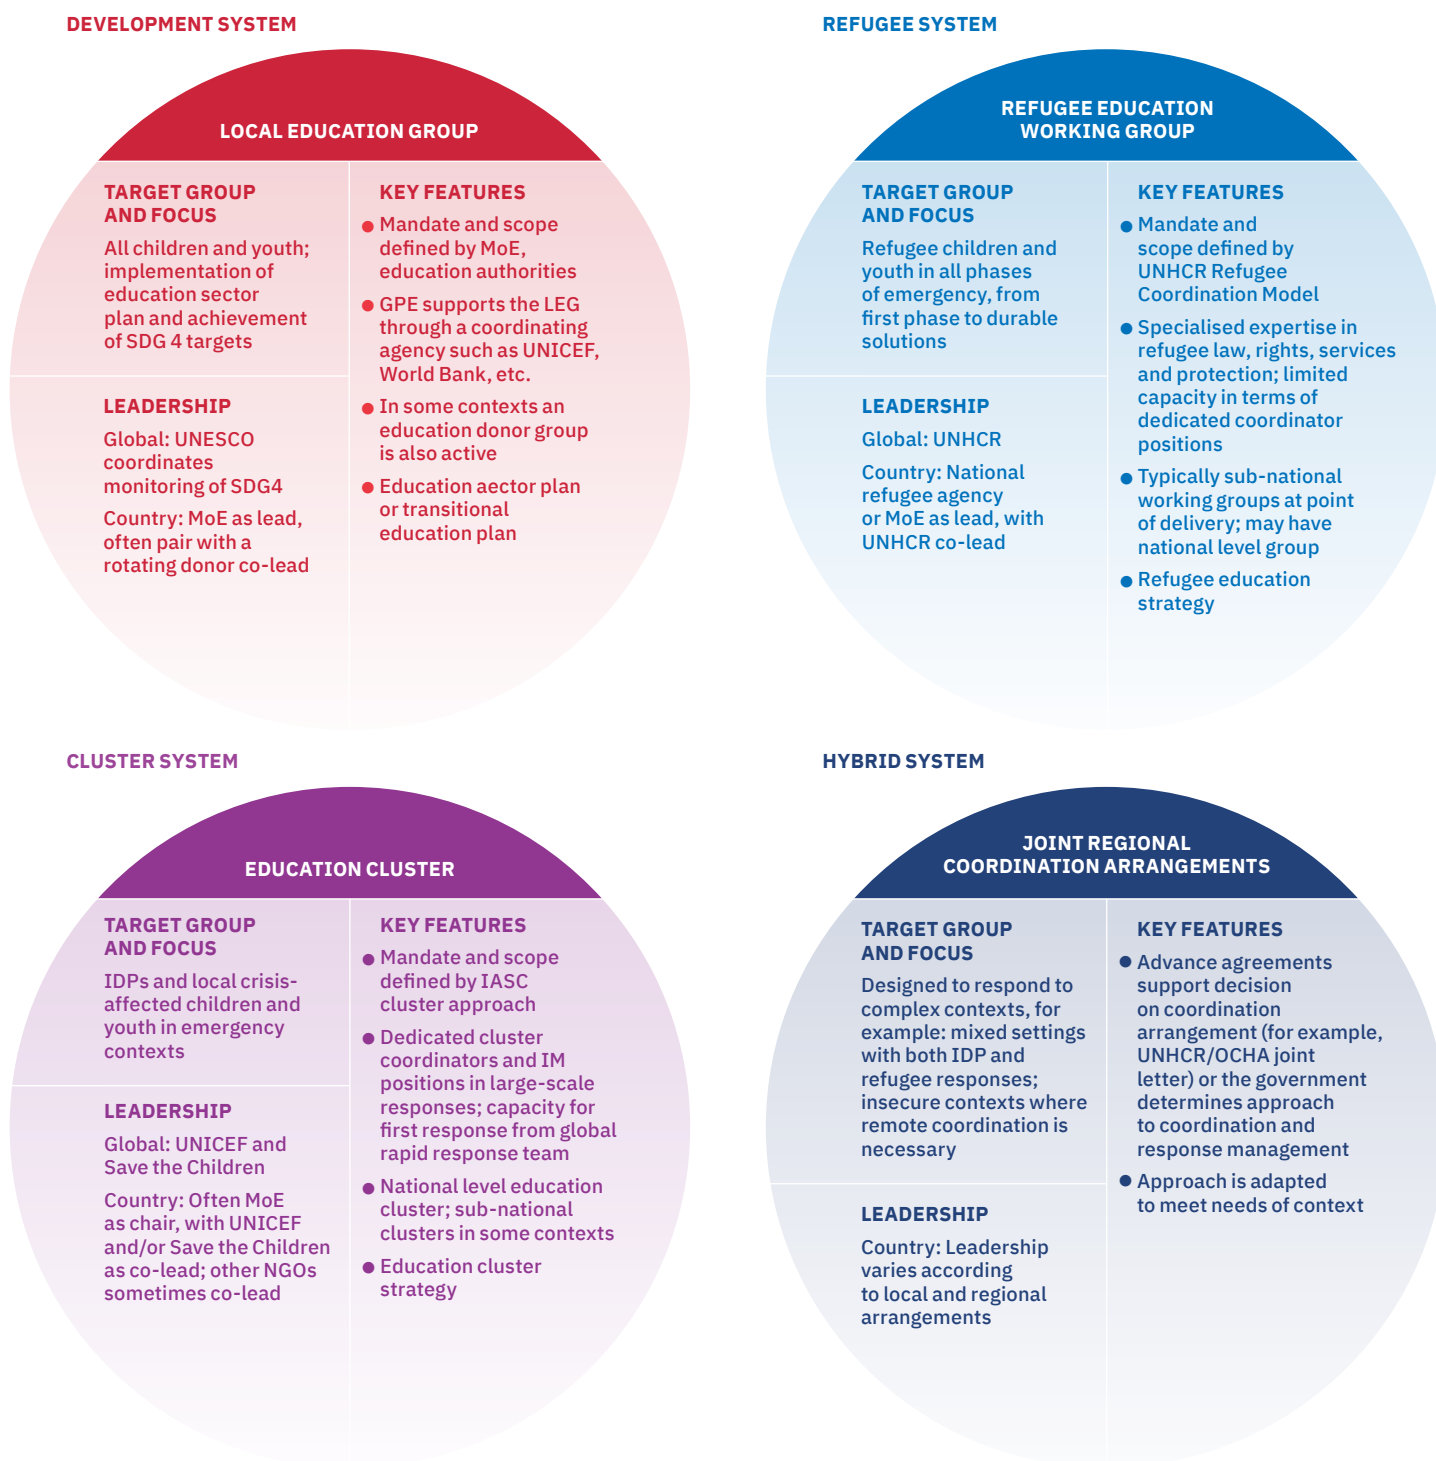 DEVELOPMENT SYSTEM
LOCAL EDUCATION GROUP
TARGET GROUP
AND FOCUS
All children and youth;
implementation of
education sector
plan and achievement
of SDG 4 targets
LEADERSHIP
Global: UNESCO
coordinates
monitoring of SDG4
Country: MoE as lead,
often pair with a
rotating donor co-lead
KEY FEATURES
● Mandate and scope
defined by MoE,
education authorities
● GPE supports the LEG
through a coordinating
agency such as UNICEF,
World Bank, etc.
● In some contexts an
education donor group
is also active
● Education aector plan
or transitional
education plan
REFUGEE SYSTEM
REFUGEE EDUCATION
WORKING GROUP
TARGET GROUP
AND FOCUS
Refugee children and
youth in all phases
of emergency, from
first phase to durable
solutions
LEADERSHIP
Global: UNHCR
Country: National
refugee agency
or MoE as lead, with
UNHCR co-lead
KEY FEATURES
● Mandate and
scope defined by
UNHCR Refugee
Coordination Model
● Specialised expertise in
refugee law, rights, services
and protection; limited
capacity in terms of
dedicated coordinator
positions
● Typically sub-national
working groups at point
of delivery; may have
national level group
● Refugee education
strategy
CLUSTER SYSTEM
EDUCATION CLUSTER
TARGET GROUP
AND FOCUS
IDPs and local crisis-
affected children and
youth in emergency
contexts
LEADERSHIP
Global: UNICEF and
Save the Children
Country: Often MoE
as chair, with UNICEF
and/or Save the Children
as co-lead; other NGOs
sometimes co-lead
KEY FEATURES
● Mandate and scope
defined by IASC
cluster approach
● Dedicated cluster
coordinators and IM
positions in large-scale
responses; capacity for
first response from global
rapid response team
● National level education
cluster; sub-national
clusters in some contexts
● Education cluster
strategy
HYBRID SYSTEM
JOINT REGIONAL
COORDINATION ARRANGEMENTS
TARGET GROUP
AND FOCUS
Designed to respond to
complex contexts, for
example: mixed settings
with both IDP and
refugee responses;
insecure contexts where
remote coordination is
necessary
LEADERSHIP
Country: Leadership
varies according
to local and regional
arrangements
KEY FEATURES
● Advance agreements
support decision
on coordination
arrangement (for example,
UNHCR/OCHA joint
letter) or the government
determines approach
to coordination and
response management
● Approach is adapted
to meet needs of context